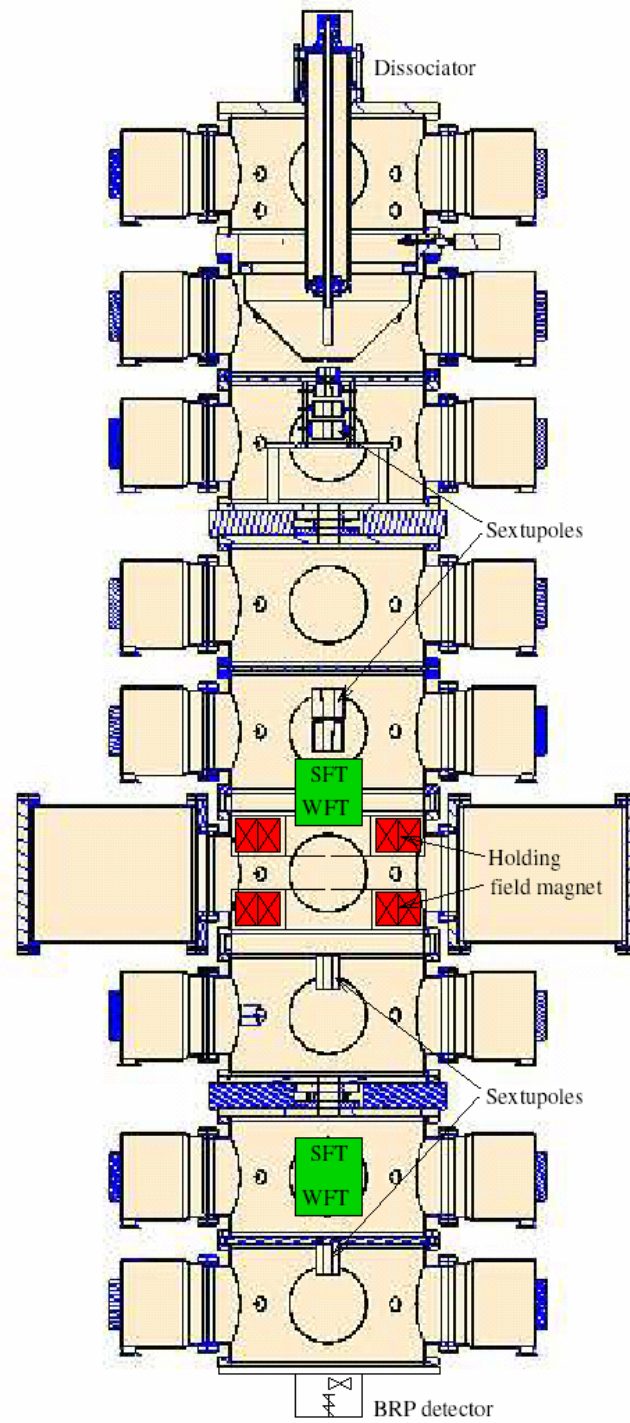 Dissociator
Sextupoles
SFT
WFT
Holding
field magnet
Sextupoles
SFT
WFT
BRP detector